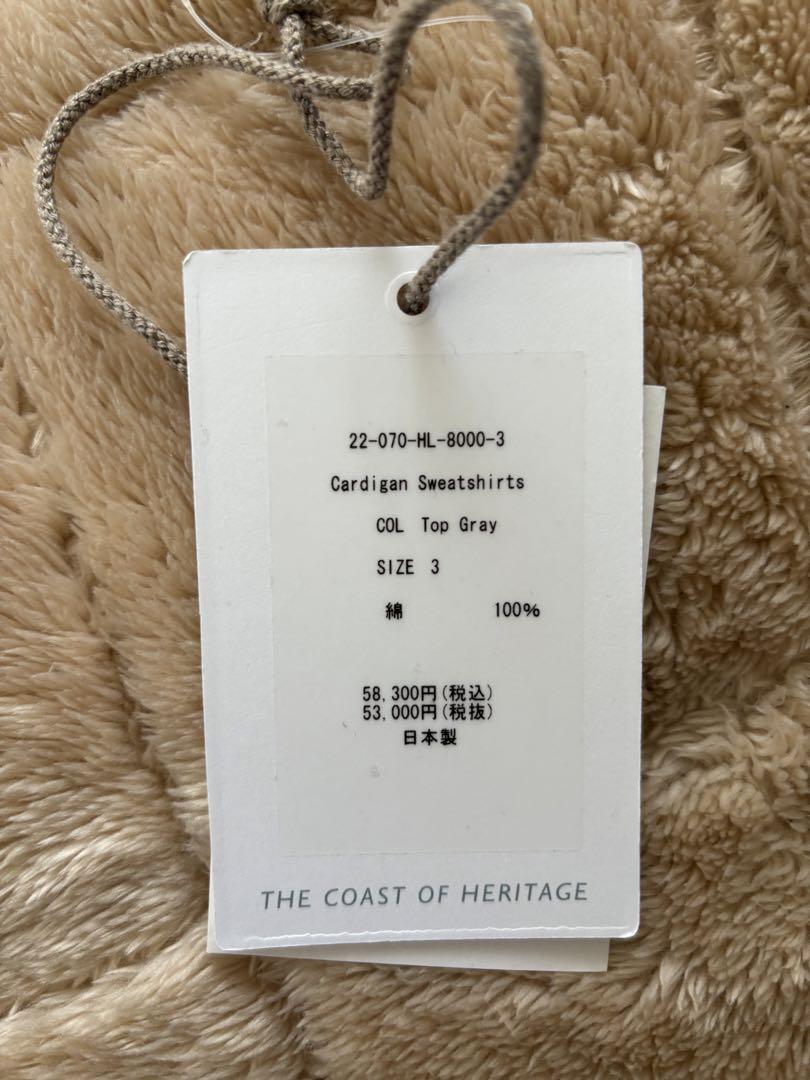 22-070-HL-8000-3
Cardigan Sweatshirts
COL Top Gray
SIZE 3
綿 100%
58,300円(税込)
53,000円(税抜)
日本製
THE COAST OF HERITAGE